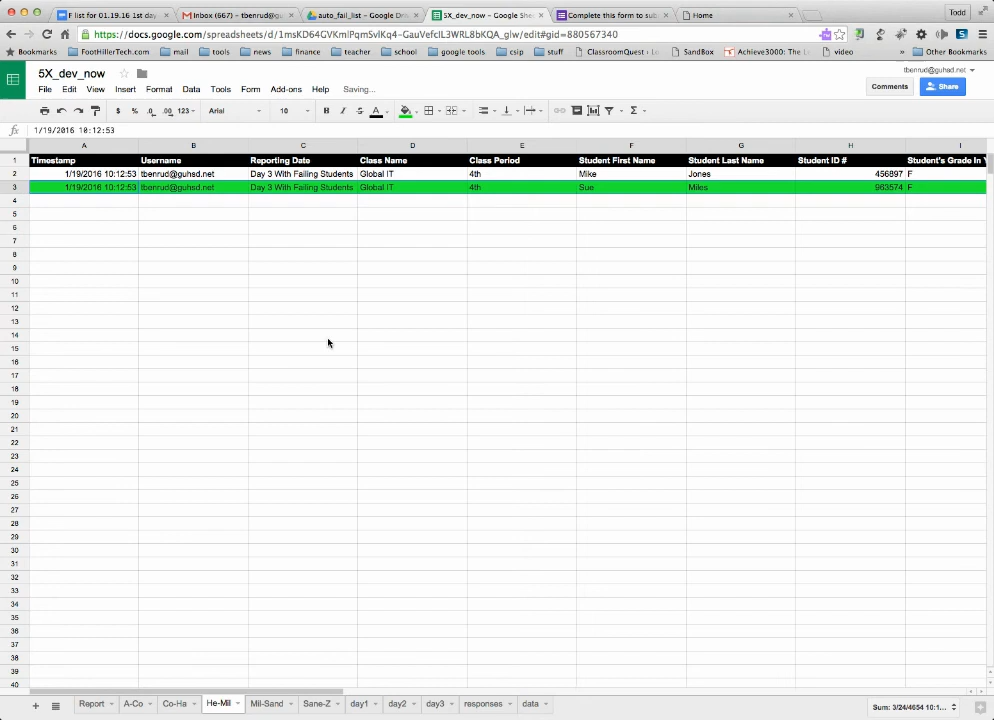 F list for 01.19.16 1st day
Inbox (667) - tbenrud@gu
auto_fail_list - Google Dri
5X_dev_now - Google She
Complete this form to sub
Home
Todd
https://docs.google.com/spreadsheets/d/1msKD64GVKmIPqmSvIKq4-GauVefcIL3WRL8bKQA_giw/edit#gid=880567340
Bookmarks FootHillerTech.com mail tools news finance teacher school google tools csip stuff ClassroomQuest SandBox Achieve3000: The video » Other Bookmarks
5X_dev_now
tbenrud@guhsd.net
File Edit View Insert Format Data Tools Form Add-ons Help Saving...
Comments Share
$ % .0 .00 123 Arial 10 B I S A Σ
fx 1/19/2016 10:12:53
A B C D E F G H I
1 Timestamp Username Reporting Date Class Name Class Period Student First Name Student Last Name Student ID # Student's Grade In Y
2 1/19/2016 10:12:53 tbenrud@guhsd.net Day 3 With Failing Students Global IT 4th Mike Jones 456897 F
3 1/19/2016 10:12:53 tbenrud@guhsd.net Day 3 With Failing Students Global IT 4th Sue Miles 963574 F
4
5
6
7
8
9
10
11
12
13
14
15
16
17
18
19
20
21
22
23
24
25
26
27
28
29
30
31
32
33
34
35
36
37
38
39
40
+ Report A-Co Co-Ha He-Mil Mil-Sand Sane-Z day1 day2 day3 responses data Sum: 3/24/4654 10:1...